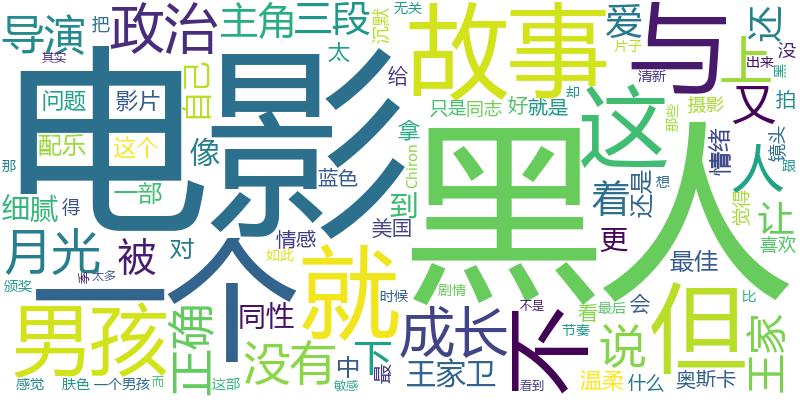 电影
黑人
一个
故事
与
就
但
不
男孩
这
政治
导演
主角
三段
月光
被
没有
正确
成长
下
说
着
人
又
上
还
爱
让
王家
王家卫
同性
细腻
一部
自己
像
问题
影片
配乐
这个
把
太
沉默
无关
给
片子
清新
出来
没
黑
拍
却
那些
摄影
镜头
情绪
还是
觉得
想
跟
喜欢
比
最佳
更
会
看
最后
节奏
不是
看到
温柔
什么
奥斯卡
只是
同志
好
就是
拿
Chiron
到
美国
蓝色
情感
如此
时候
剧情
中
最
敏感
对
得
那
其实
颁奖
季
太多
感觉
肤色
一个男孩
而
这部